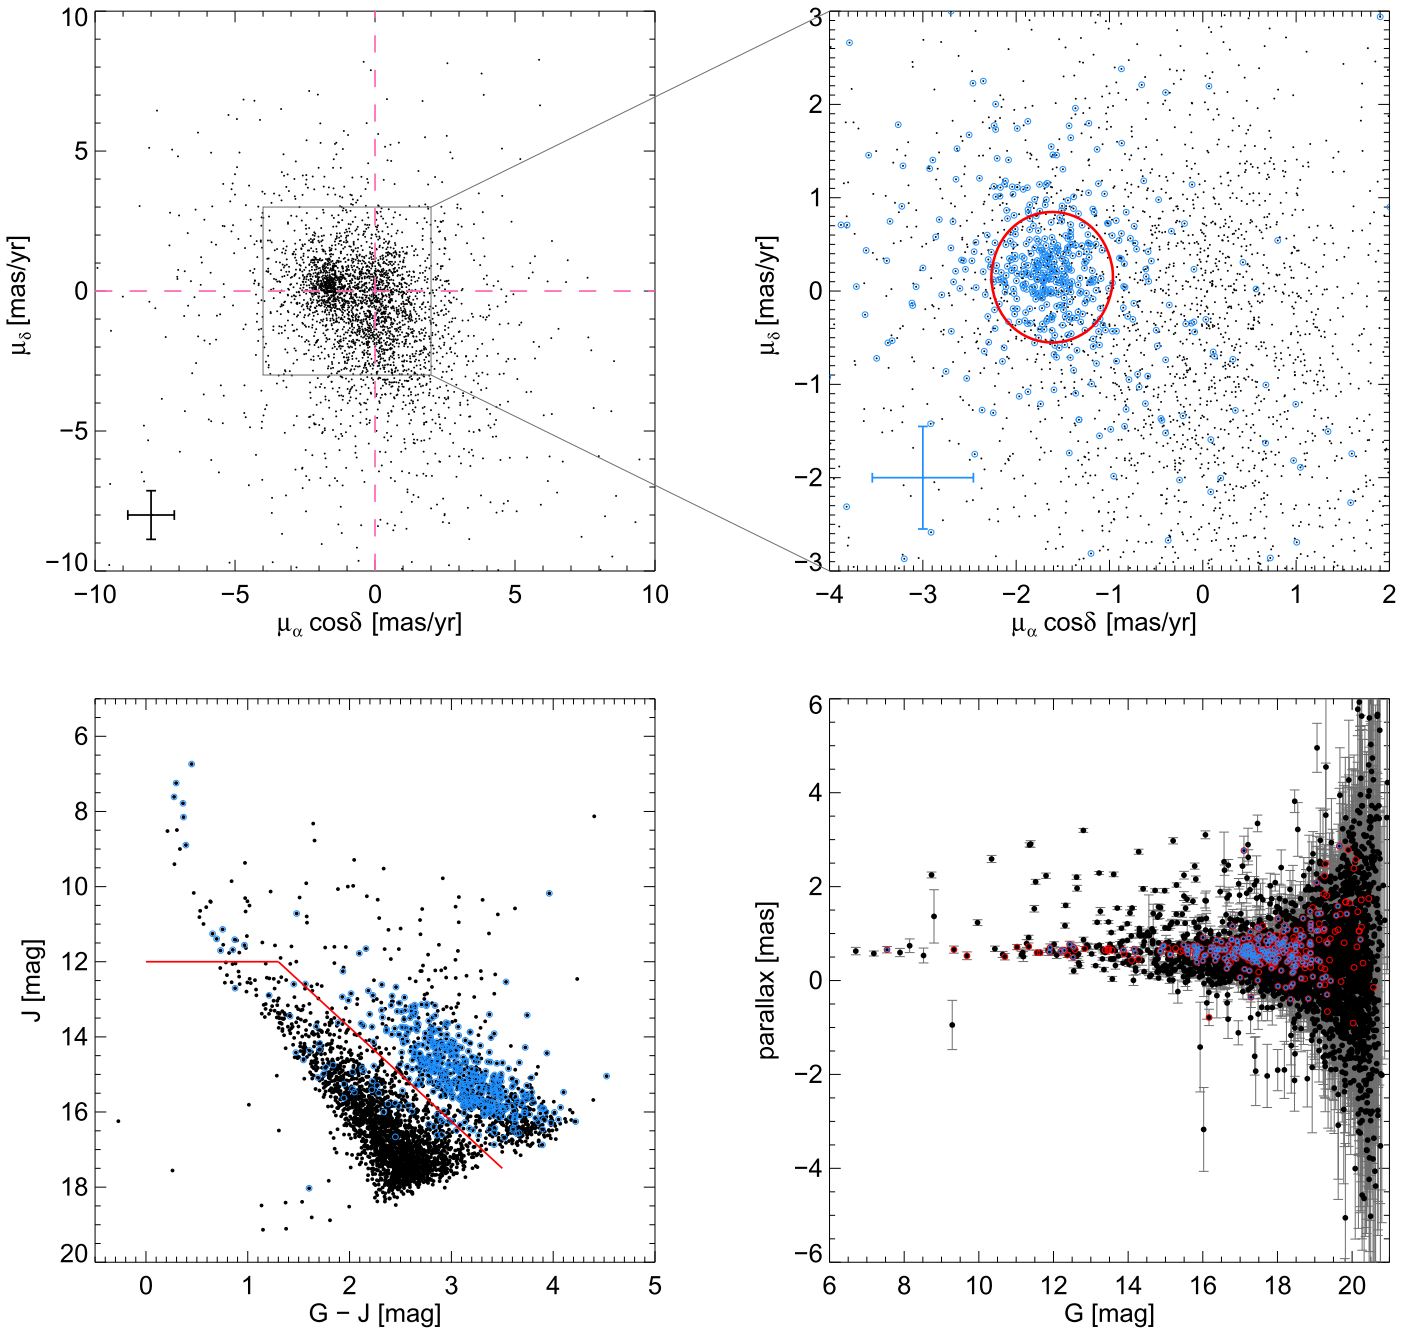 10
5
0
−5
−10
μδ [mas/yr]
−10 −5 0 5 10
μα cosδ [mas/yr]
3
2
1
0
−1
−2
−3
μδ [mas/yr]
−4 −3 −2 −1 0 1 2
μα cosδ [mas/yr]
6
8
10
12
14
16
18
20
J [mag]
0 1 2 3 4 5
G − J [mag]
6
4
2
0
−2
−4
−6
parallax [mas]
6 8 10 12 14 16 18 20
G [mag]